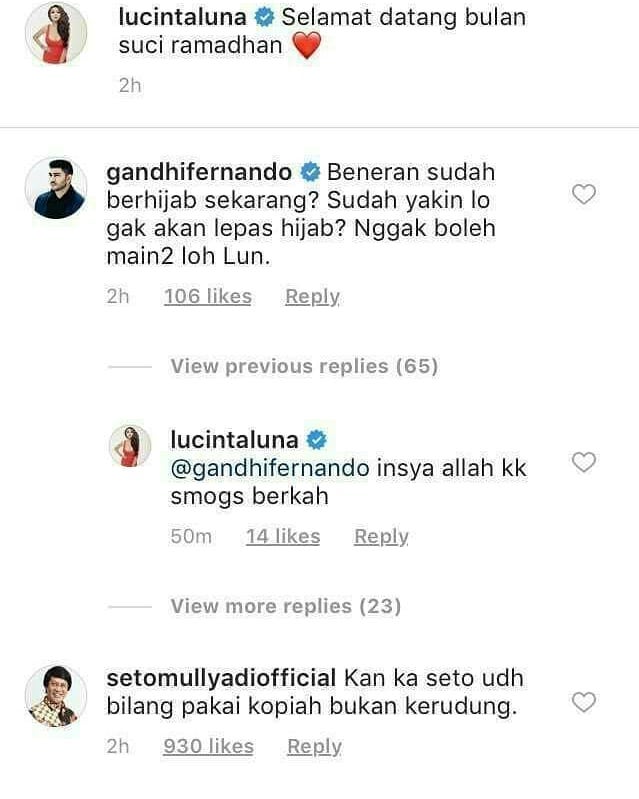 lucintaluna Selamat datang bulan
suci ramadhan ❤️
2h
gandhifernando Beneran sudah
berhijab sekarang? Sudah yakin lo
gak akan lepas hijab? Nggak boleh
main2 loh Lun.
2h 106 likes Reply
View previous replies (65)
lucintaluna
@gandhifernando insya allah kk
smogs berkah
50m 14 likes Reply
View more replies (23)
setomullyadiofficial Kan ka seto udh
bilang pakai kopiah bukan kerudung.
2h 930 likes Reply